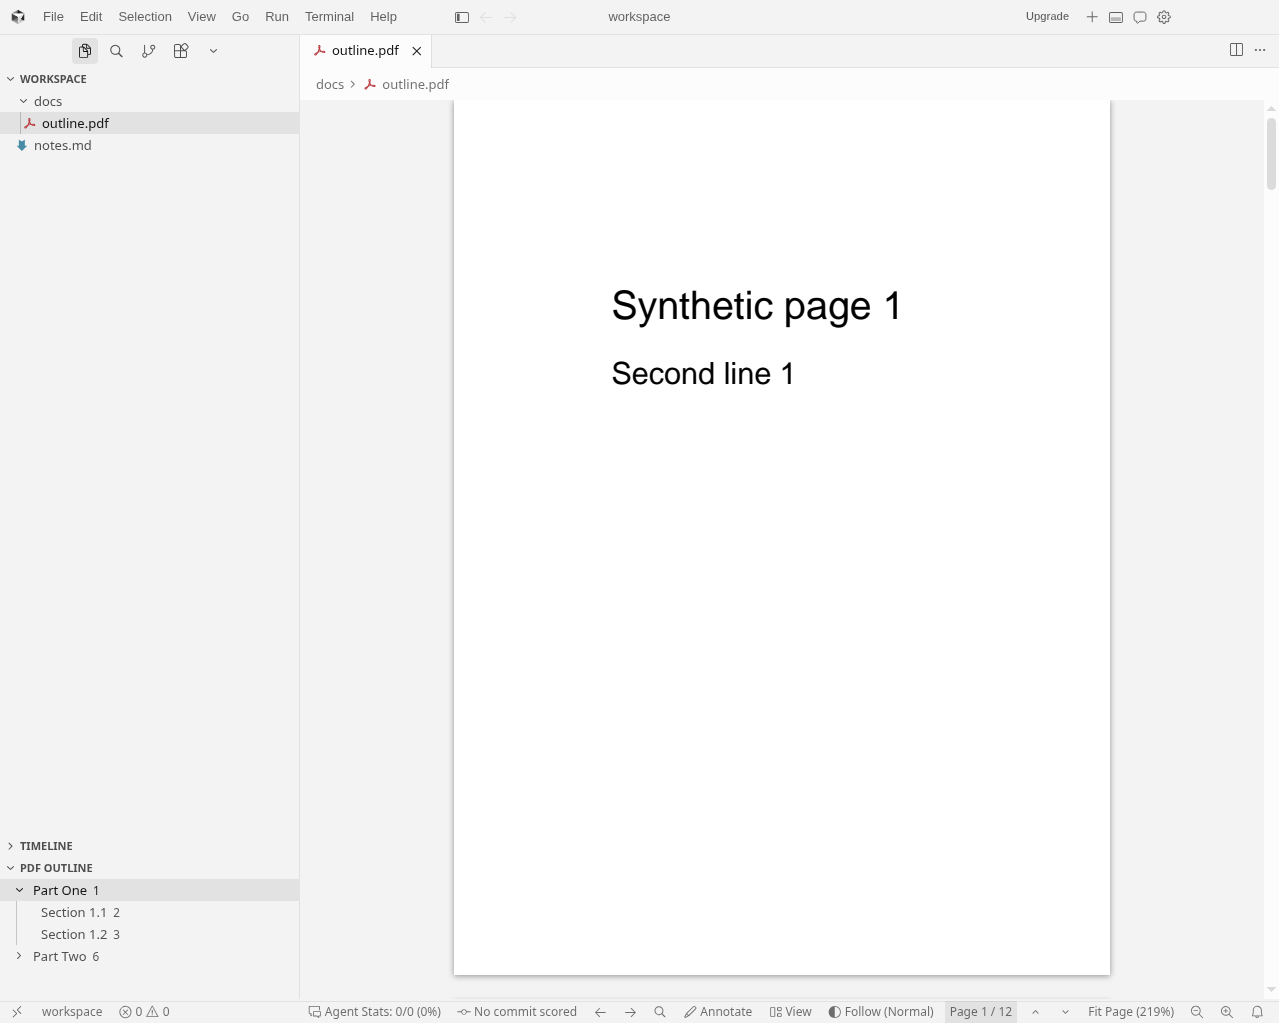 File Edit Selection View Go Run Terminal Help
workspace
Upgrade
WORKSPACE
docs
outline.pdf
notes.md
TIMELINE
PDF OUTLINE
Part One 1
Section 1.1 2
Section 1.2 3
Part Two 6
outline.pdf
docs outline.pdf
Synthetic page 1
Second line 1
workspace 0 0 Agent Stats: 0/0 (0%) No commit scored Annotate View Follow (Normal) Page 1 / 12 Fit Page (219%)